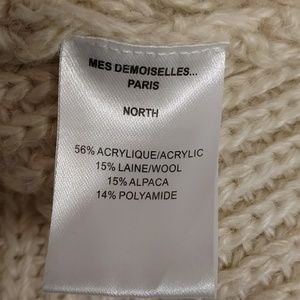 MES DEMOISELLES...
PARIS
NORTH
56% ACRYLIQUE/ACRYLIC
15% LAINE/WOOL
15% ALPACA
14% POLYAMIDE